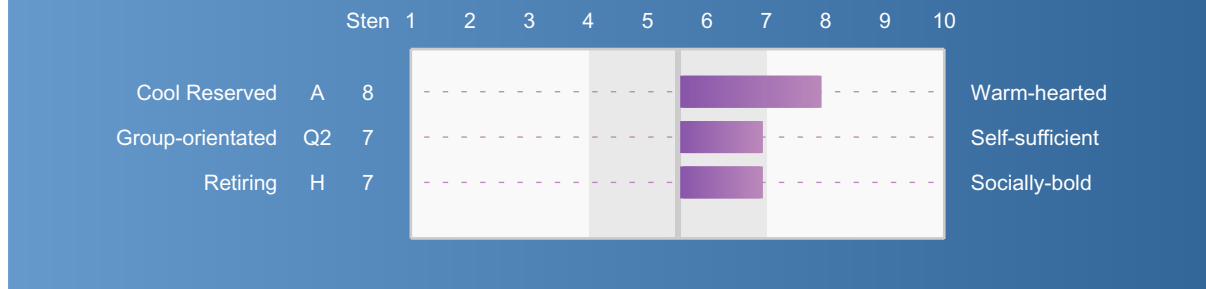 Sten 1 2 3 4 5 6 7 8 9 10
Cool Reserved A 8 Warm-hearted
Group-orientated Q2 7 Self-sufficient
Retiring H 7 Socially-bold